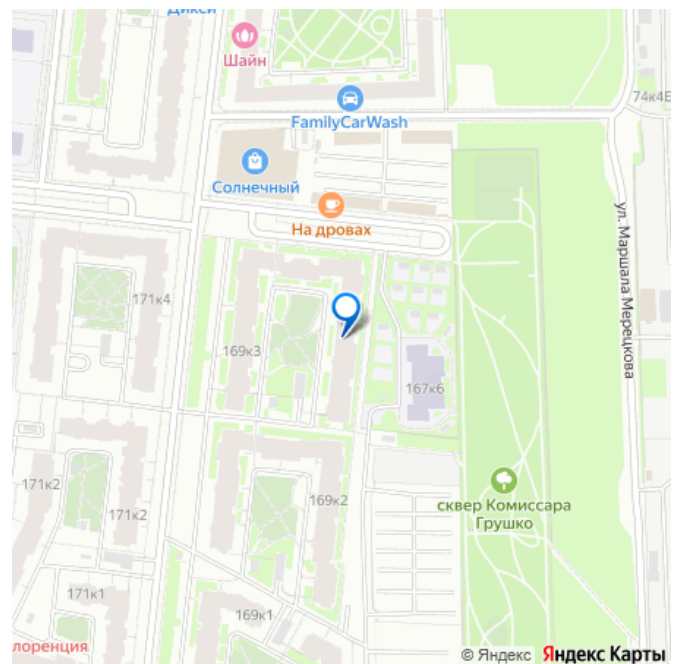 Дикси
Шайн
74к4Е
FamilyCarWash
Солнечный
На дровах
ул. Маршала Мерецкова
171к4
169к3
167к6
171к2
169к2
171к2
сквер Комиссара
Грушко
171к1
169к1
лоренция
© Яндекс Яндекс Карты